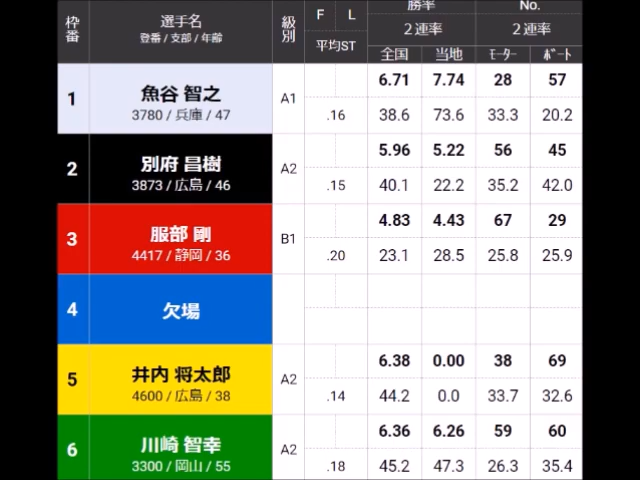 枠番 選手名 級別 F L 勝率 No.
登番 / 支部 / 年齢 平均ST 2連率 2連率
全国 当地 ﾓｰﾀｰ ﾎﾞｰﾄ
1 魚谷 智之 A1 6.71 7.74 28 57
3780 / 兵庫 / 47 .16 38.6 73.6 33.3 20.2
2 別府 昌樹 A2 5.96 5.22 56 45
3873 / 広島 / 46 .15 40.1 22.2 35.2 42.0
3 服部 剛 B1 4.83 4.43 67 29
4417 / 静岡 / 36 .20 23.1 28.5 25.8 25.9
4 欠場
5 井内 将太郎 A2 6.38 0.00 38 69
4600 / 広島 / 38 .14 44.2 0.0 33.7 32.6
6 川崎 智幸 A2 6.36 6.26 59 60
3300 / 岡山 / 55 .18 45.2 47.3 26.3 35.4